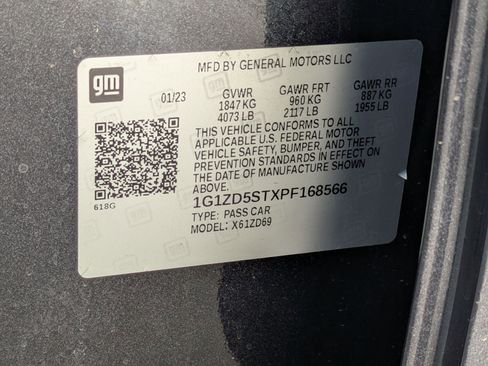 MFD BY GENERAL MOTORS LLC
gm
01/23 GVWR GAWR FRT GAWR RR
1847 KG 960 KG 887 KG
4073 LB 2117 LB 1955 LB
THIS VEHICLE CONFORMS TO ALL
APPLICABLE U.S. FEDERAL MOTOR
VEHICLE SAFETY, BUMPER, AND THEFT
PREVENTION STANDARDS IN EFFECT ON
THE DATE OF MANUFACTURE SHOWN
ABOVE.
618G
1G1ZD5STXPF168566
TYPE: PASS CAR
MODEL: X61ZD69